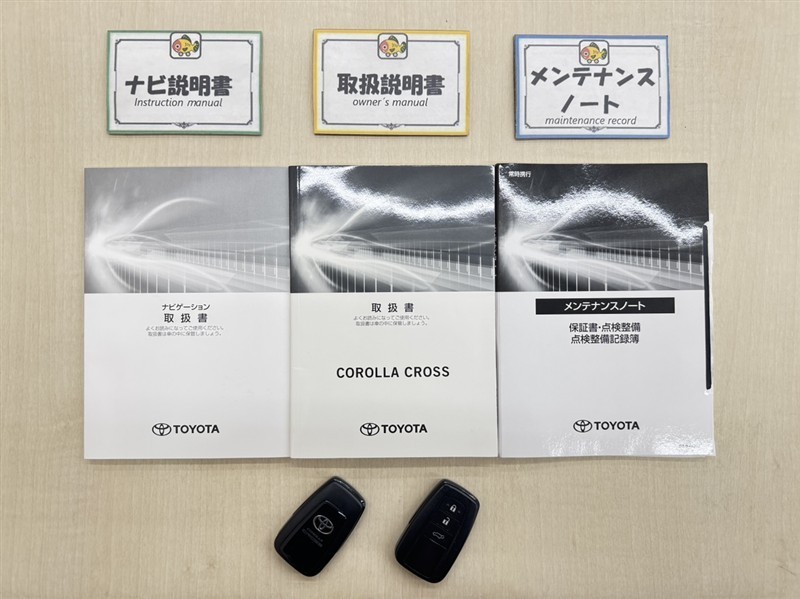 ナビ説明書
Instruction manual
取扱説明書
owner's manual
メンテナンス
ノート
maintenance record
ナビゲーション
取扱書
よくお読みになってご使用ください。
取扱書は車の中に保管しましょう。
TOYOTA
取扱書
よくお読みになってご使用ください。
取扱書は車の中に保管しましょう。
COROLLA CROSS
TOYOTA
常時携行
メンテナンスノート
保証書・点検整備
点検整備記録簿
TOYOTA